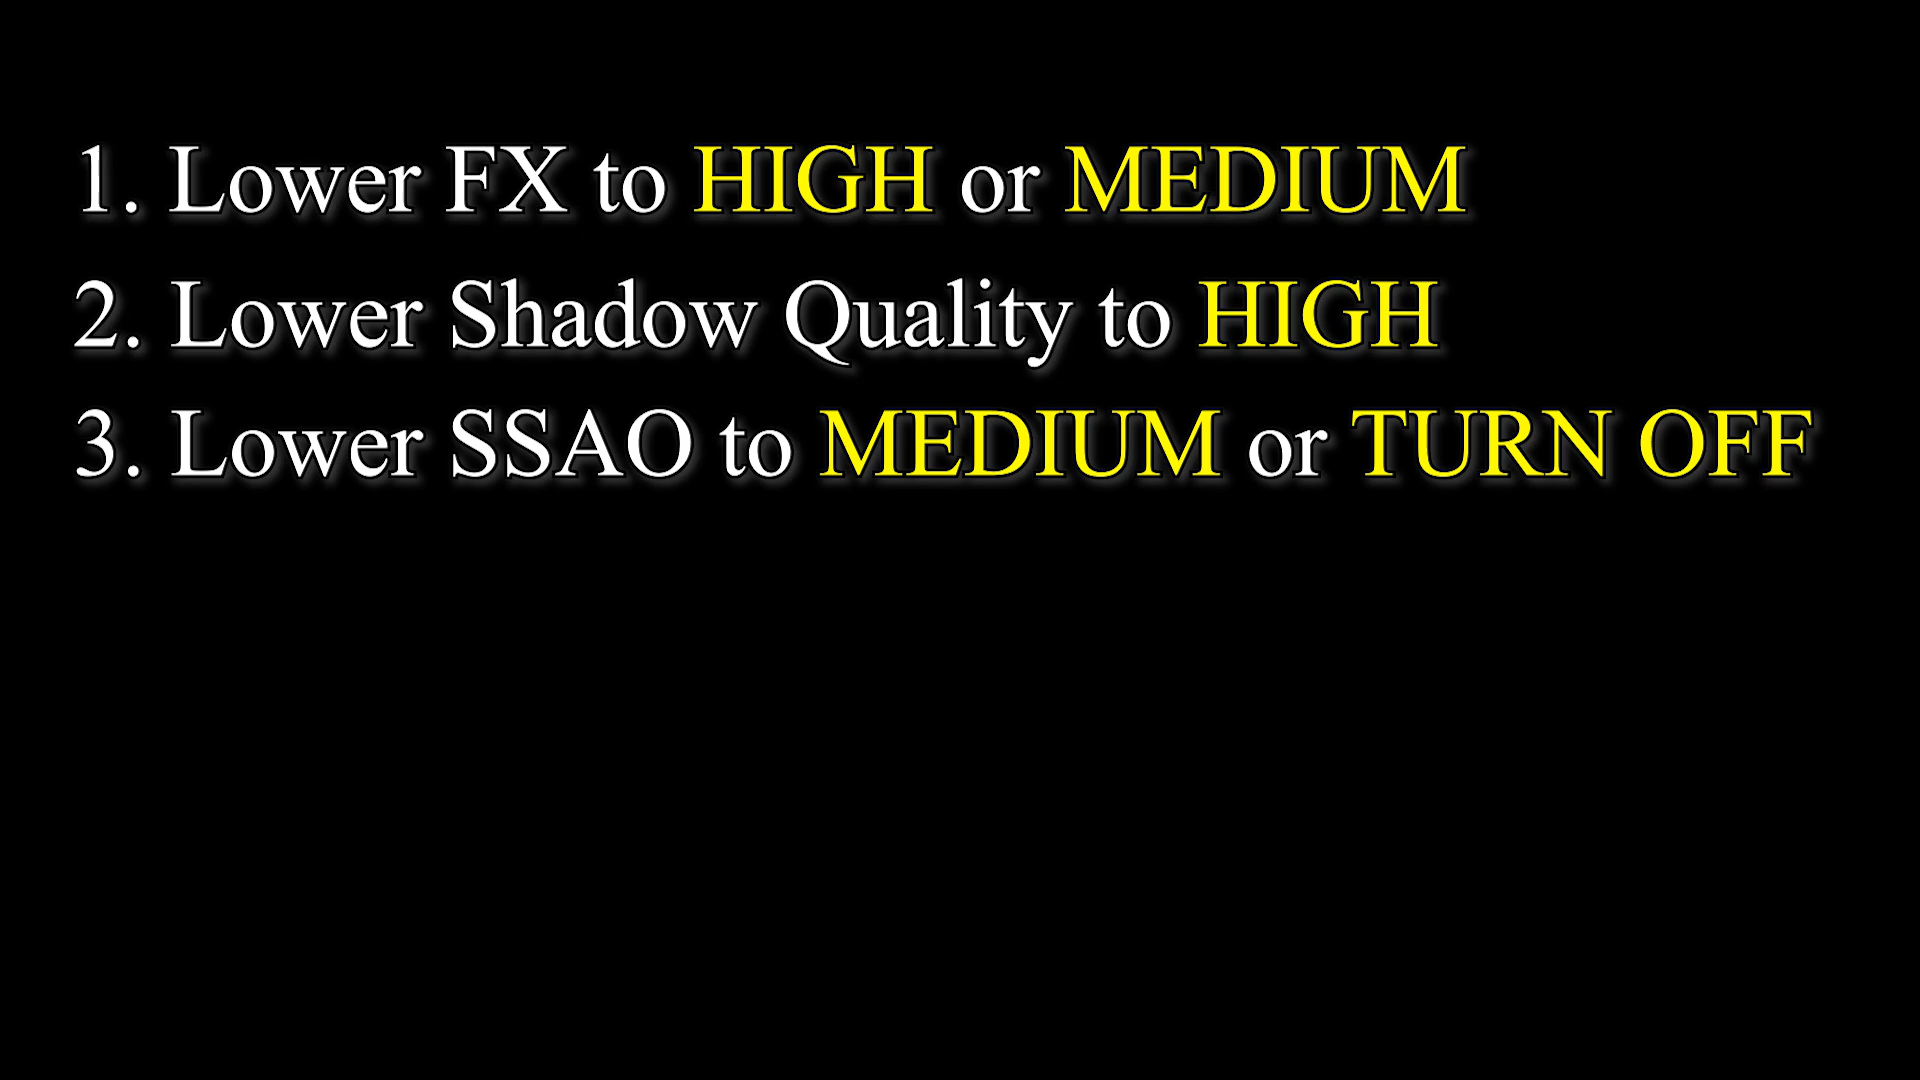 1. Lower FX to HIGH or MEDIUM
2. Lower Shadow Quality to HIGH
3. Lower SSAO to MEDIUM or TURN OFF